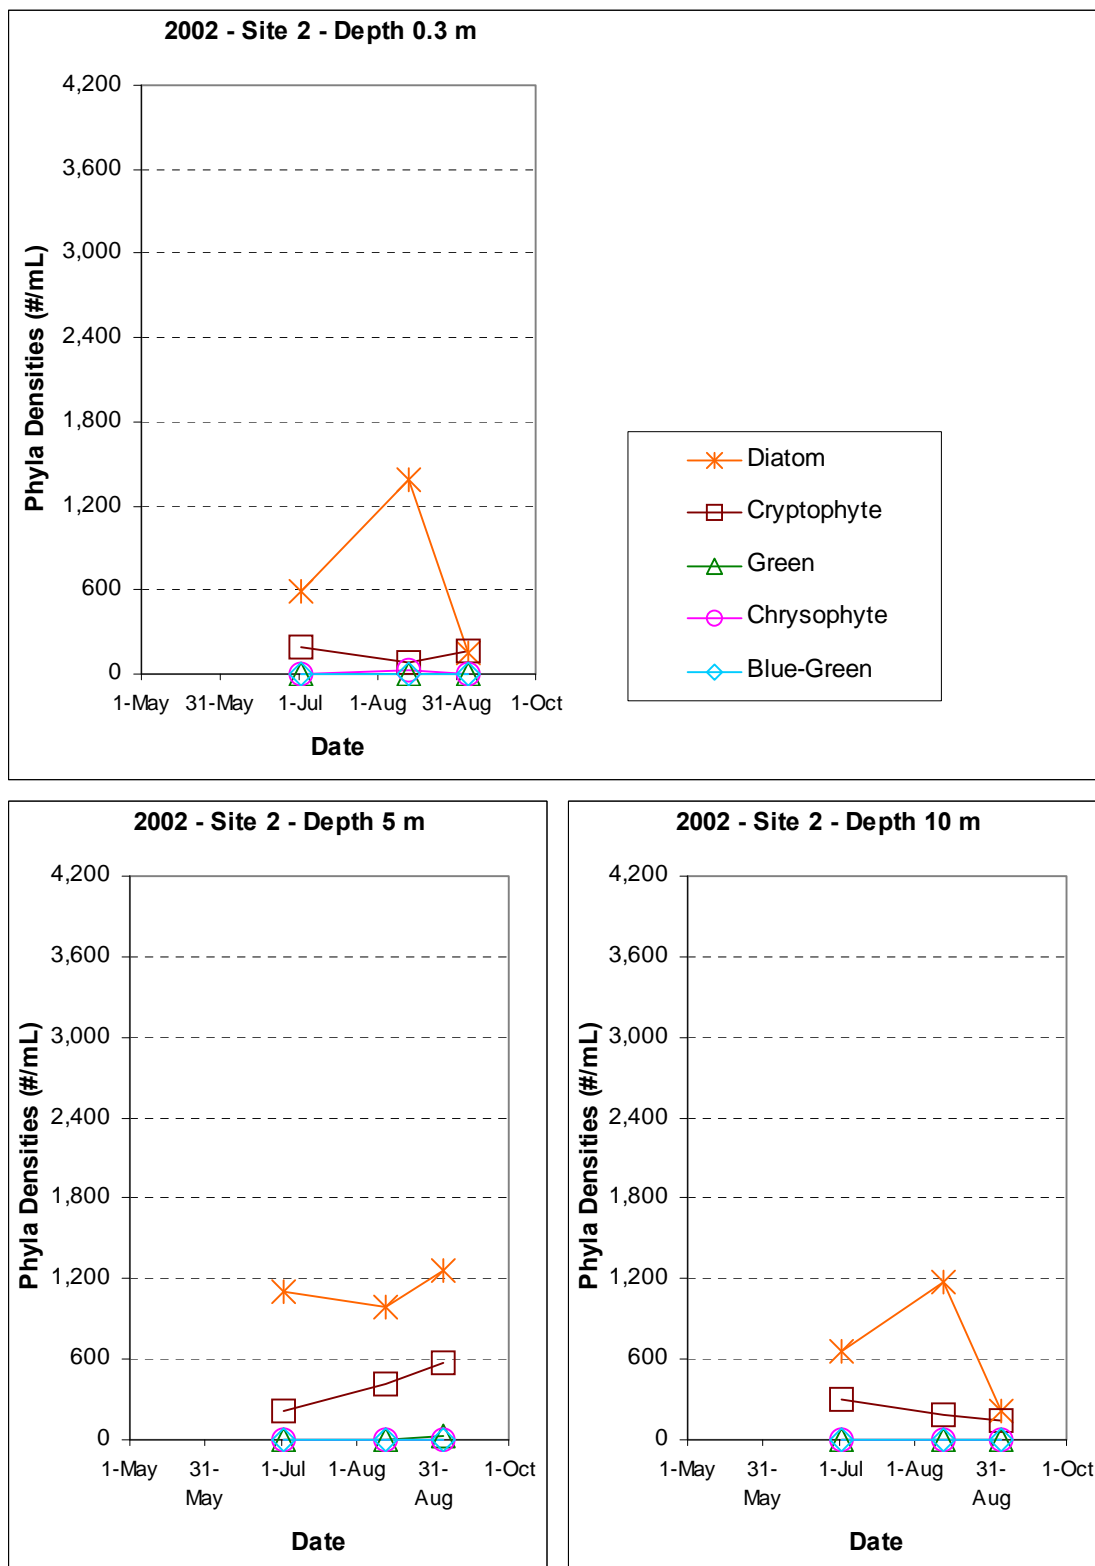 2002 - Site 2 - Depth 0.3 m
4,200
3,600
3,000
2,400
1,800
1,200
600
0
Phyla Densities (#/mL)
1-May 31-May 1-Jul 1-Aug 31-Aug 1-Oct
Date
Diatom
Cryptophyte
Green
Chrysophyte
Blue-Green
2002 - Site 2 - Depth 5 m
4,200
3,600
3,000
2,400
1,800
1,200
600
0
Phyla Densities (#/mL)
1-May 31- 1-Jul 1-Aug 31- 1-Oct
May Aug
Date
2002 - Site 2 - Depth 10 m
4,200
3,600
3,000
2,400
1,800
1,200
600
0
Phyla Densities (#/mL)
1-May 31- 1-Jul 1-Aug 31- 1-Oct
May Aug
Date